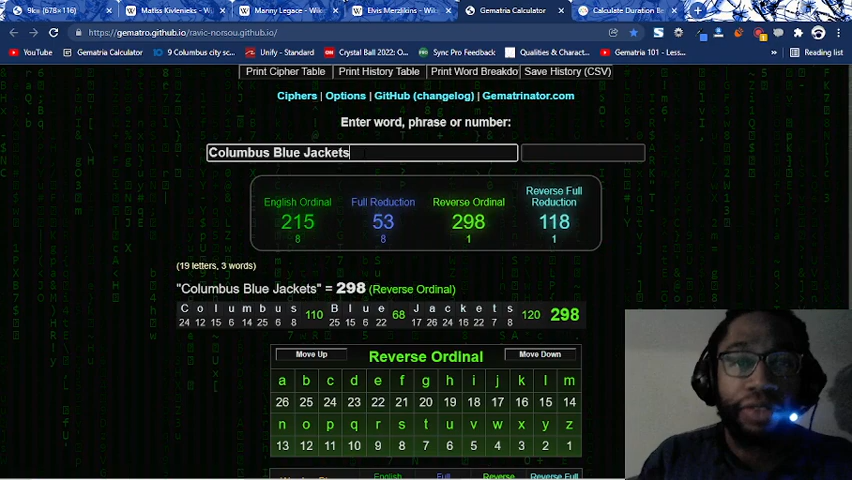 9кк (678×116)
Matiss Kivlenieks - W
Manny Legace - Wiki
Elvis Merzlikins - Wiki
Gematria Calculator
Calculate Duration Be
https://gematro.github.io/ravic-norsou.github.io/
YouTube
Gematria Calculator
9 Columbus city sc...
Unify - Standard
Crystal Ball 2022: O...
Sync Pro Feedback
Qualities & Charact...
Gematria 101 - Less...
Reading list
Print Cipher Table
Print History Table
Print Word Breakdo
Save History (CSV)
Ciphers | Options | GitHub (changelog) | Gematrinator.com
Enter word, phrase or number:
Columbus Blue Jackets
English Ordinal
215
8
Full Reduction
53
8
Reverse Ordinal
298
1
Reverse Full
Reduction
118
1
(19 letters, 3 words)
"Columbus Blue Jackets" = 298 (Reverse Ordinal)
C o l u m b u s 110 B l u e 68 J a c k e t s 120 298
24 12 15 6 14 25 6 8 25 15 6 22 17 26 24 16 22 7 8
Move Up
Reverse Ordinal
Move Down
a b c d e f g h i j k l m
26 25 24 23 22 21 20 19 18 17 16 15 14
n o p q r s t u v w x y z
13 12 11 10 9 8 7 6 5 4 3 2 1
English
Full
Reverse
Reverse Full